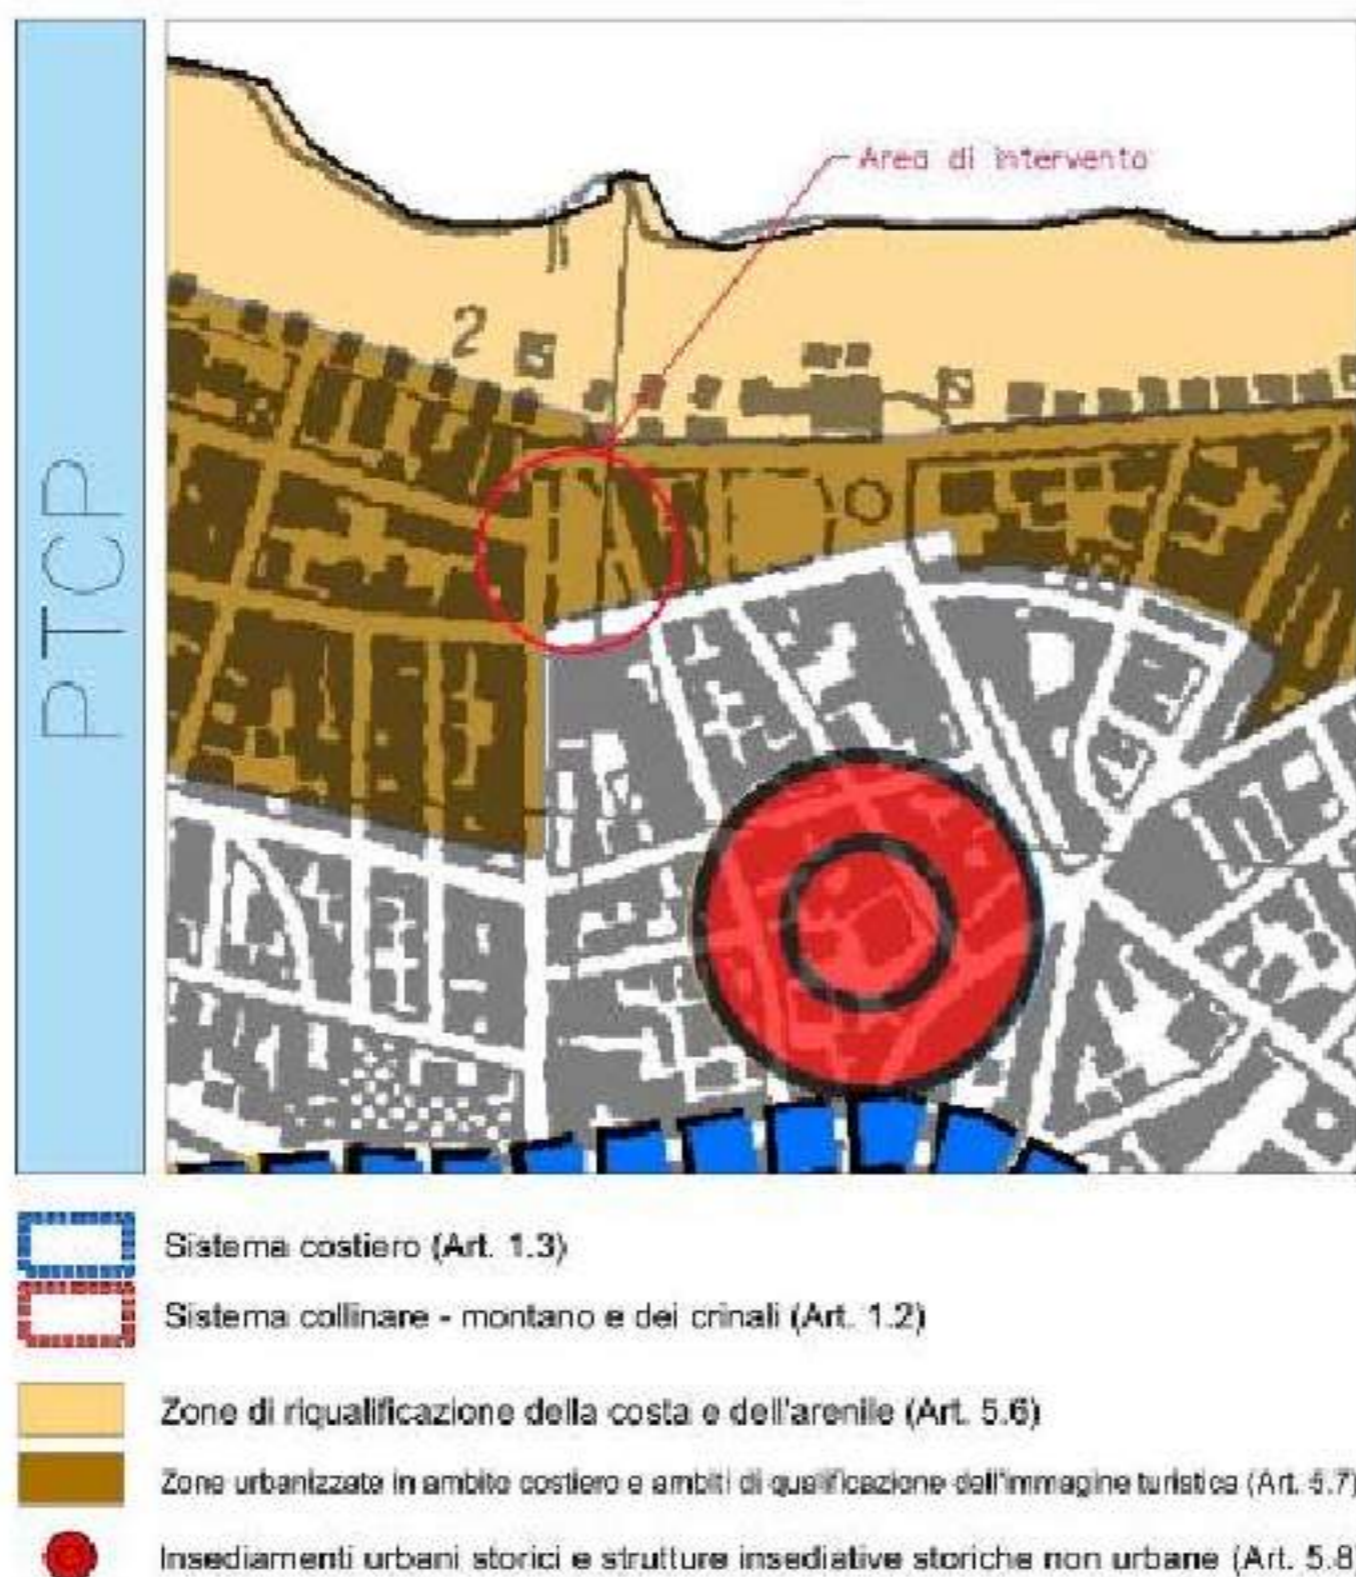 PTCP
Area di intervento
2
Sistema costiero (Art. 1.3)
Sistema collinare - montano e dei crinali (Art. 1.2)
Zone di riqualificazione della costa e dell'arenile (Art. 5.6)
Zone urbanizzate in ambito costiero e ambiti di qualificazione dell'immagine turistica (Art. 5.7)
Insediamenti urbani storici e strutture insediative storiche non urbane (Art. 5.8